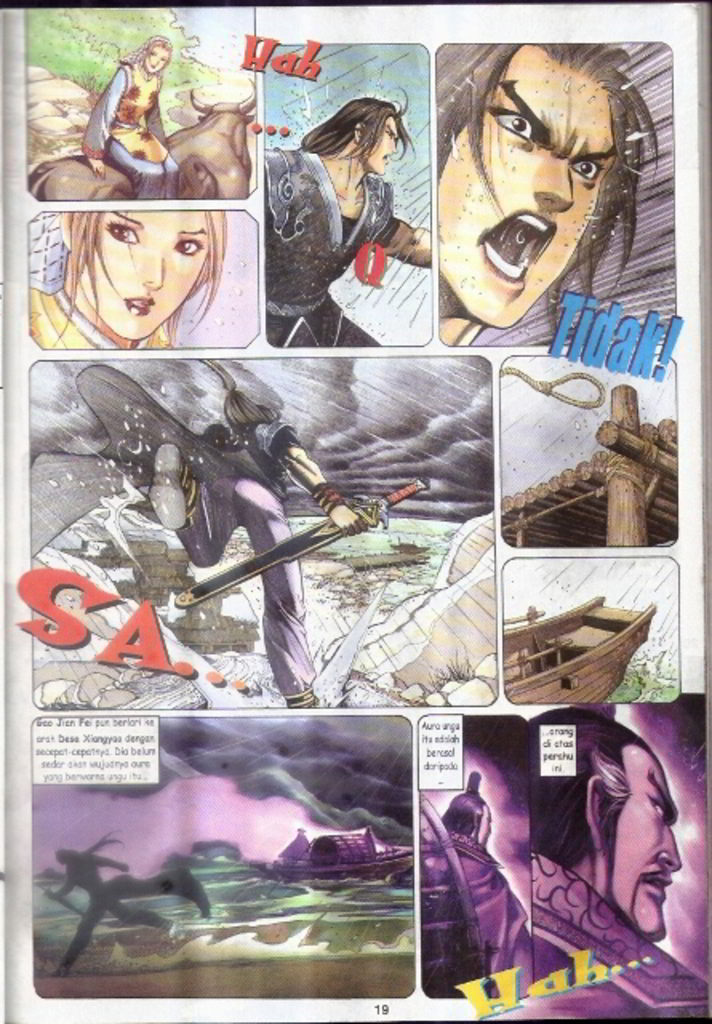 Hah
...
Q
Tidak!
SA...
Gao Jian Fei pun berlari ke
arah Desa Xiangyao dengan
secepat-cepatnya. Dia belum
sedar akan wujudnya aura
yang berwarna ungu itu...
Aura ungu
itu adalah
berasal
daripada
...orang
di atas
perahu
ini.
Hah...
19